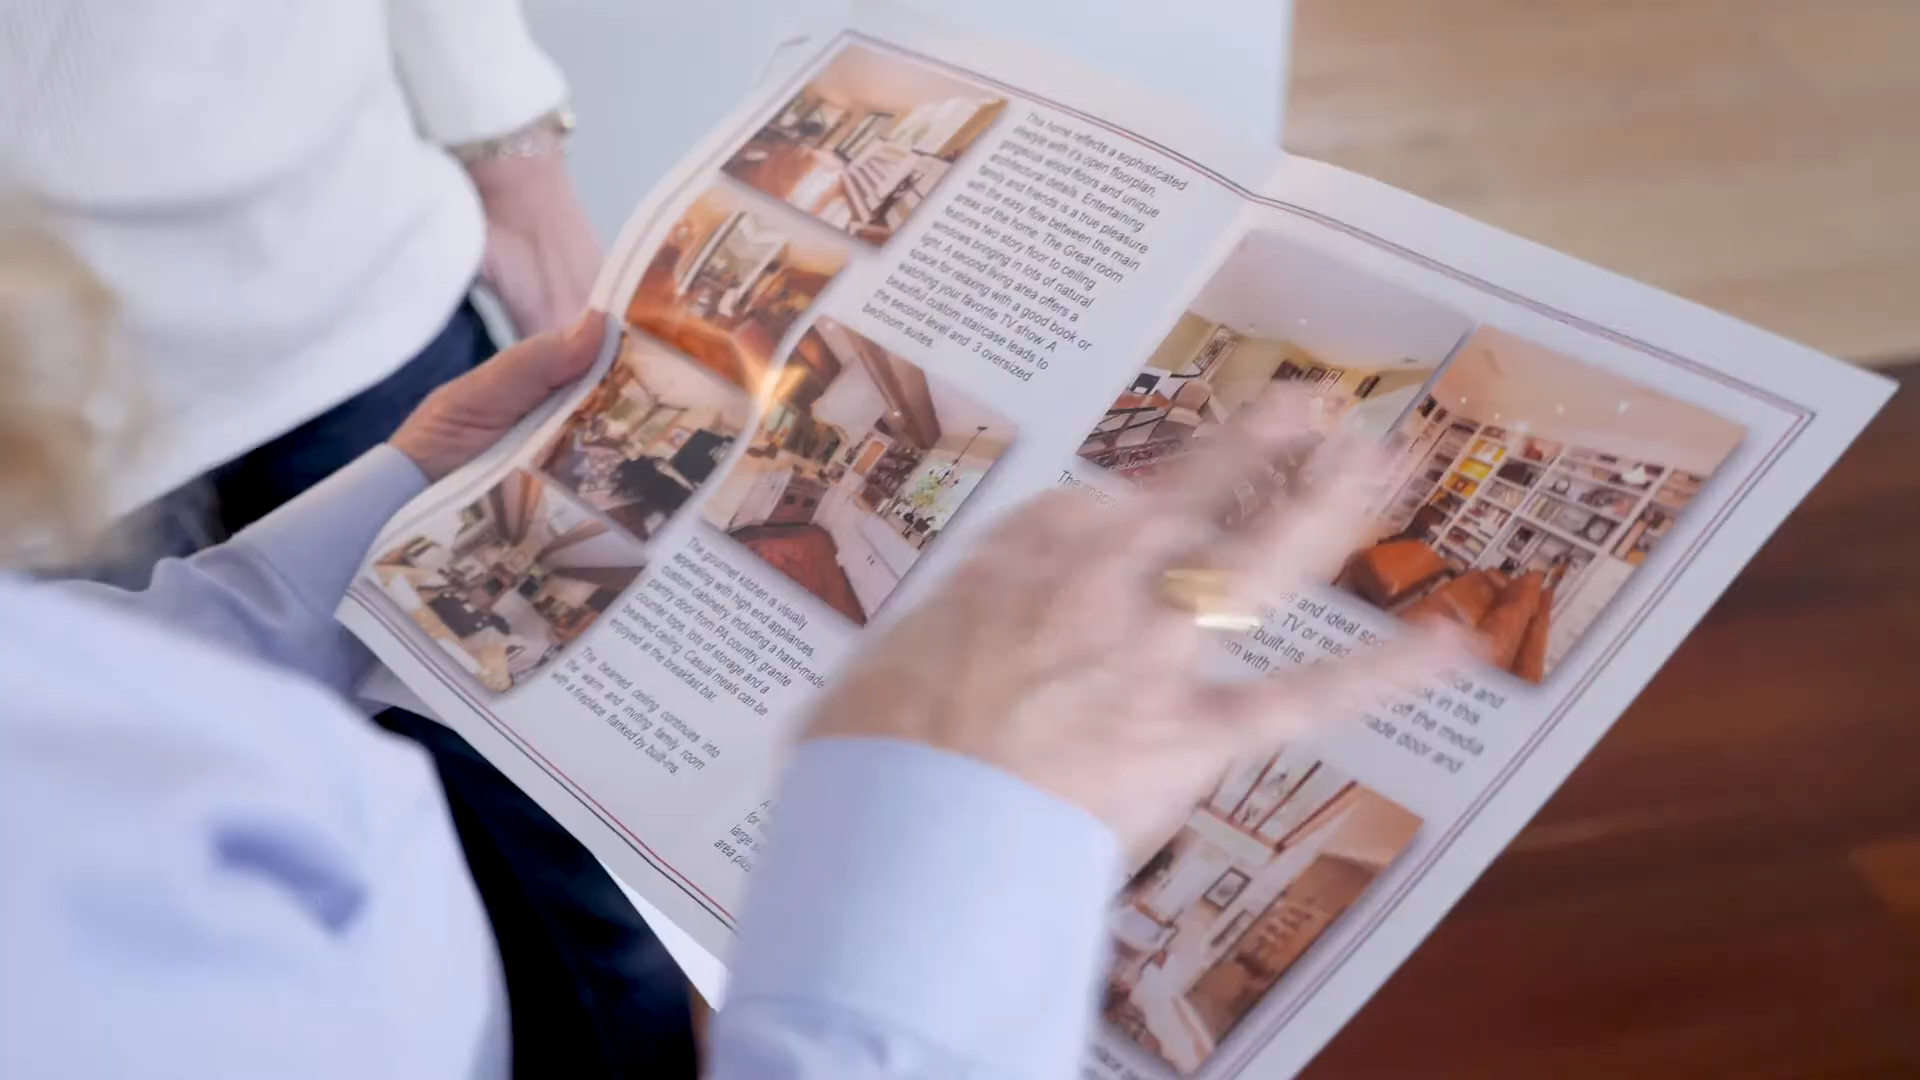 This home reflects a sophisticated
lifestyle with it's open floorplan,
gorgeous wood floors and unique
architectural details. Entertaining
family and friends is a true pleasure
with the easy flow between the main
areas of the home. The Great room
features two story floor to ceiling
windows bringing in lots of natural
light. A second living area offers a
space for relaxing with a good book or
watching your favorite TV show. A
beautiful custom staircase leads to
the second level and 3 oversized
bedroom suites.
The gourmet kitchen is visually
appealing with high end appliances,
custom cabinetry, including a hand-made
pantry door from PA country, granite
counter tops, lots of storage and a
beamed ceiling. Casual meals can be
enjoyed at the breakfast bar.
The beamed ceiling continues into
the warm and inviting family room
with a fireplace flanked by built-ins.
A
for
large
area plus
The
and ideal
TV or
built-ins.
with
and
in this
off the media
door and